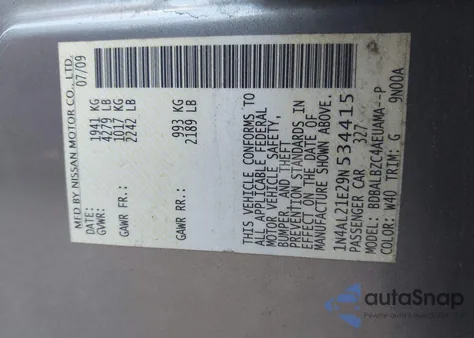 MFD BY NISSAN MOTOR CO., LTD.
07/09
GVWR: 1941 KG
4279 LB
GAWR FR.: 1017 KG
2242 LB
GAWR RR.: 993 KG
2189 LB
THIS VEHICLE CONFORMS TO
ALL APPLICABLE FEDERAL
MOTOR VEHICLE SAFETY,
BUMPER, AND THEFT
PREVENTION STANDARDS IN
EFFECT ON THE DATE OF
MANUFACTURE SHOWN ABOVE.
1N4AL21E29N534415
PASSENGER CAR 327
MODEL: BDBALBZC4AEUAMA--P
COLOR: W40 TRIM: G 9N00A
autoSnap